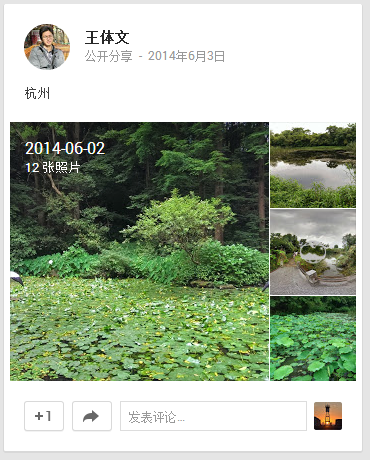 王体文
公开分享 - 2014年6月3日
杭州
2014-06-02
12 张照片
+1
发表评论...